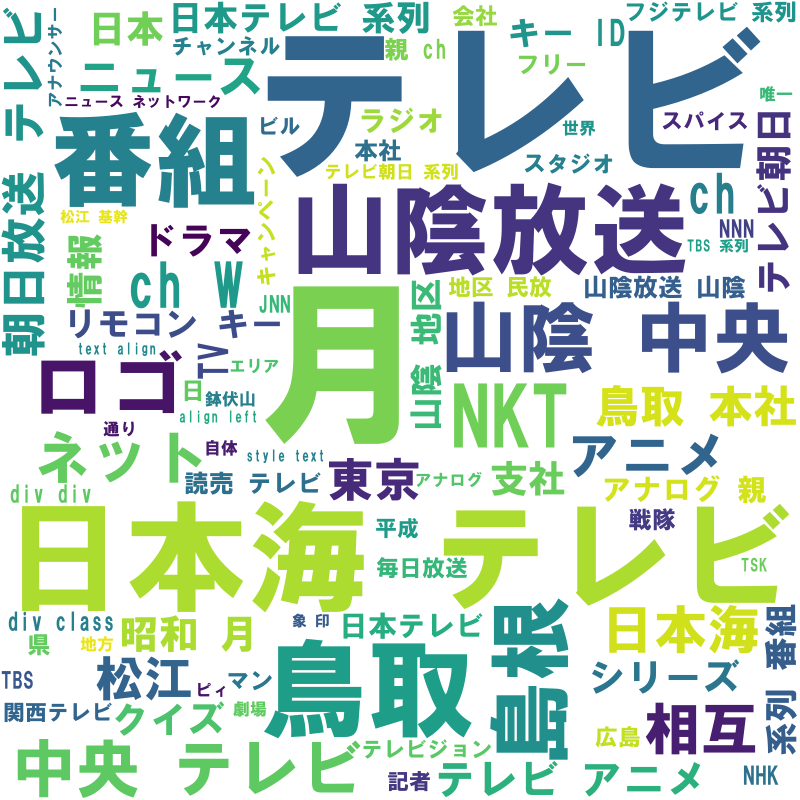 テレビ
日本
日本テレビ 系列
会社
キー ID
フジテレビ 系列
アナウンサー
チャンネル
親 ch
フリー
ニュース
ニュース ネットワーク
ビル
ラジオ
世界
スパイス
唯一
テレビ
番組
本社
テレビ朝日 系列
スタジオ
テレビ朝日
朝日放送 テレビ
松江 基幹
ドラマ
キャンペーン
山陰放送
ch
NNN
TBS 系列
情報
ch W
JNN
月
山陰 地区
地区 民放
山陰放送 山陰
リモコン キー
山陰 中央
text align
TV
エリア
ロゴ
日
鉢伏山
align left
NKT
鳥取 本社
通り
ネット
自体
style text
アニメ
読売 テレビ
東京
アナログ
支社
アナログ 親
div div
日本海 テレビ
平成
戦隊
毎日放送
TSK
div class
昭和 月
象印
日本テレビ
島根
日本海
系列 番組
県
地方
鳥取
TBS
松江
ピィ
マン
シリーズ
関西テレビ
クイズ
劇場
相互
広島
中央 テレビ
テレビジョン
記者
テレビ アニメ
NHK